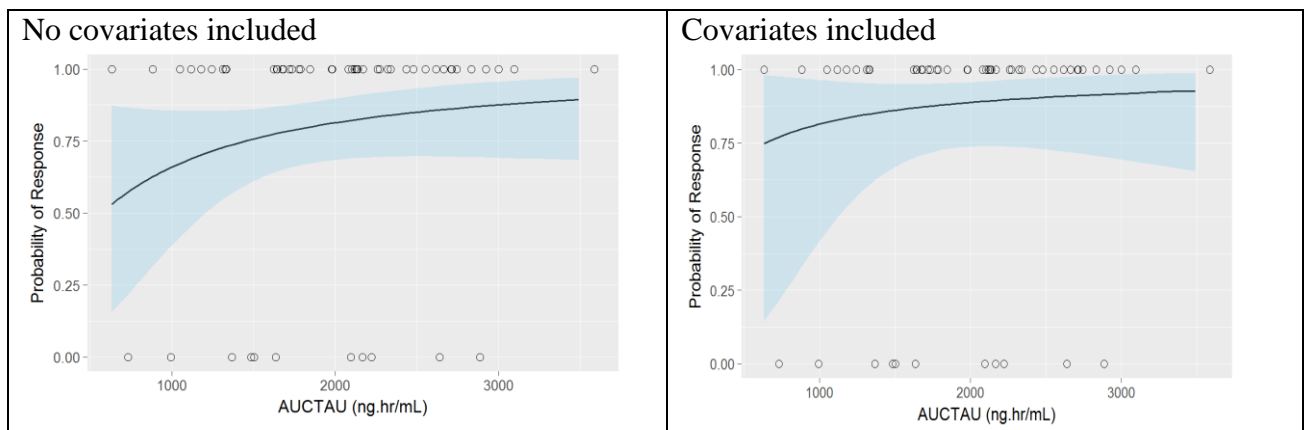 No covariates included
1.00
0.75
0.50
0.25
0.00
Probability of Response
1000
2000
3000
AUCTAU (ng.hr/mL)
Covariates included
1.00
0.75
0.50
0.25
0.00
Probability of Response
1000
2000
3000
AUCTAU (ng.hr/mL)